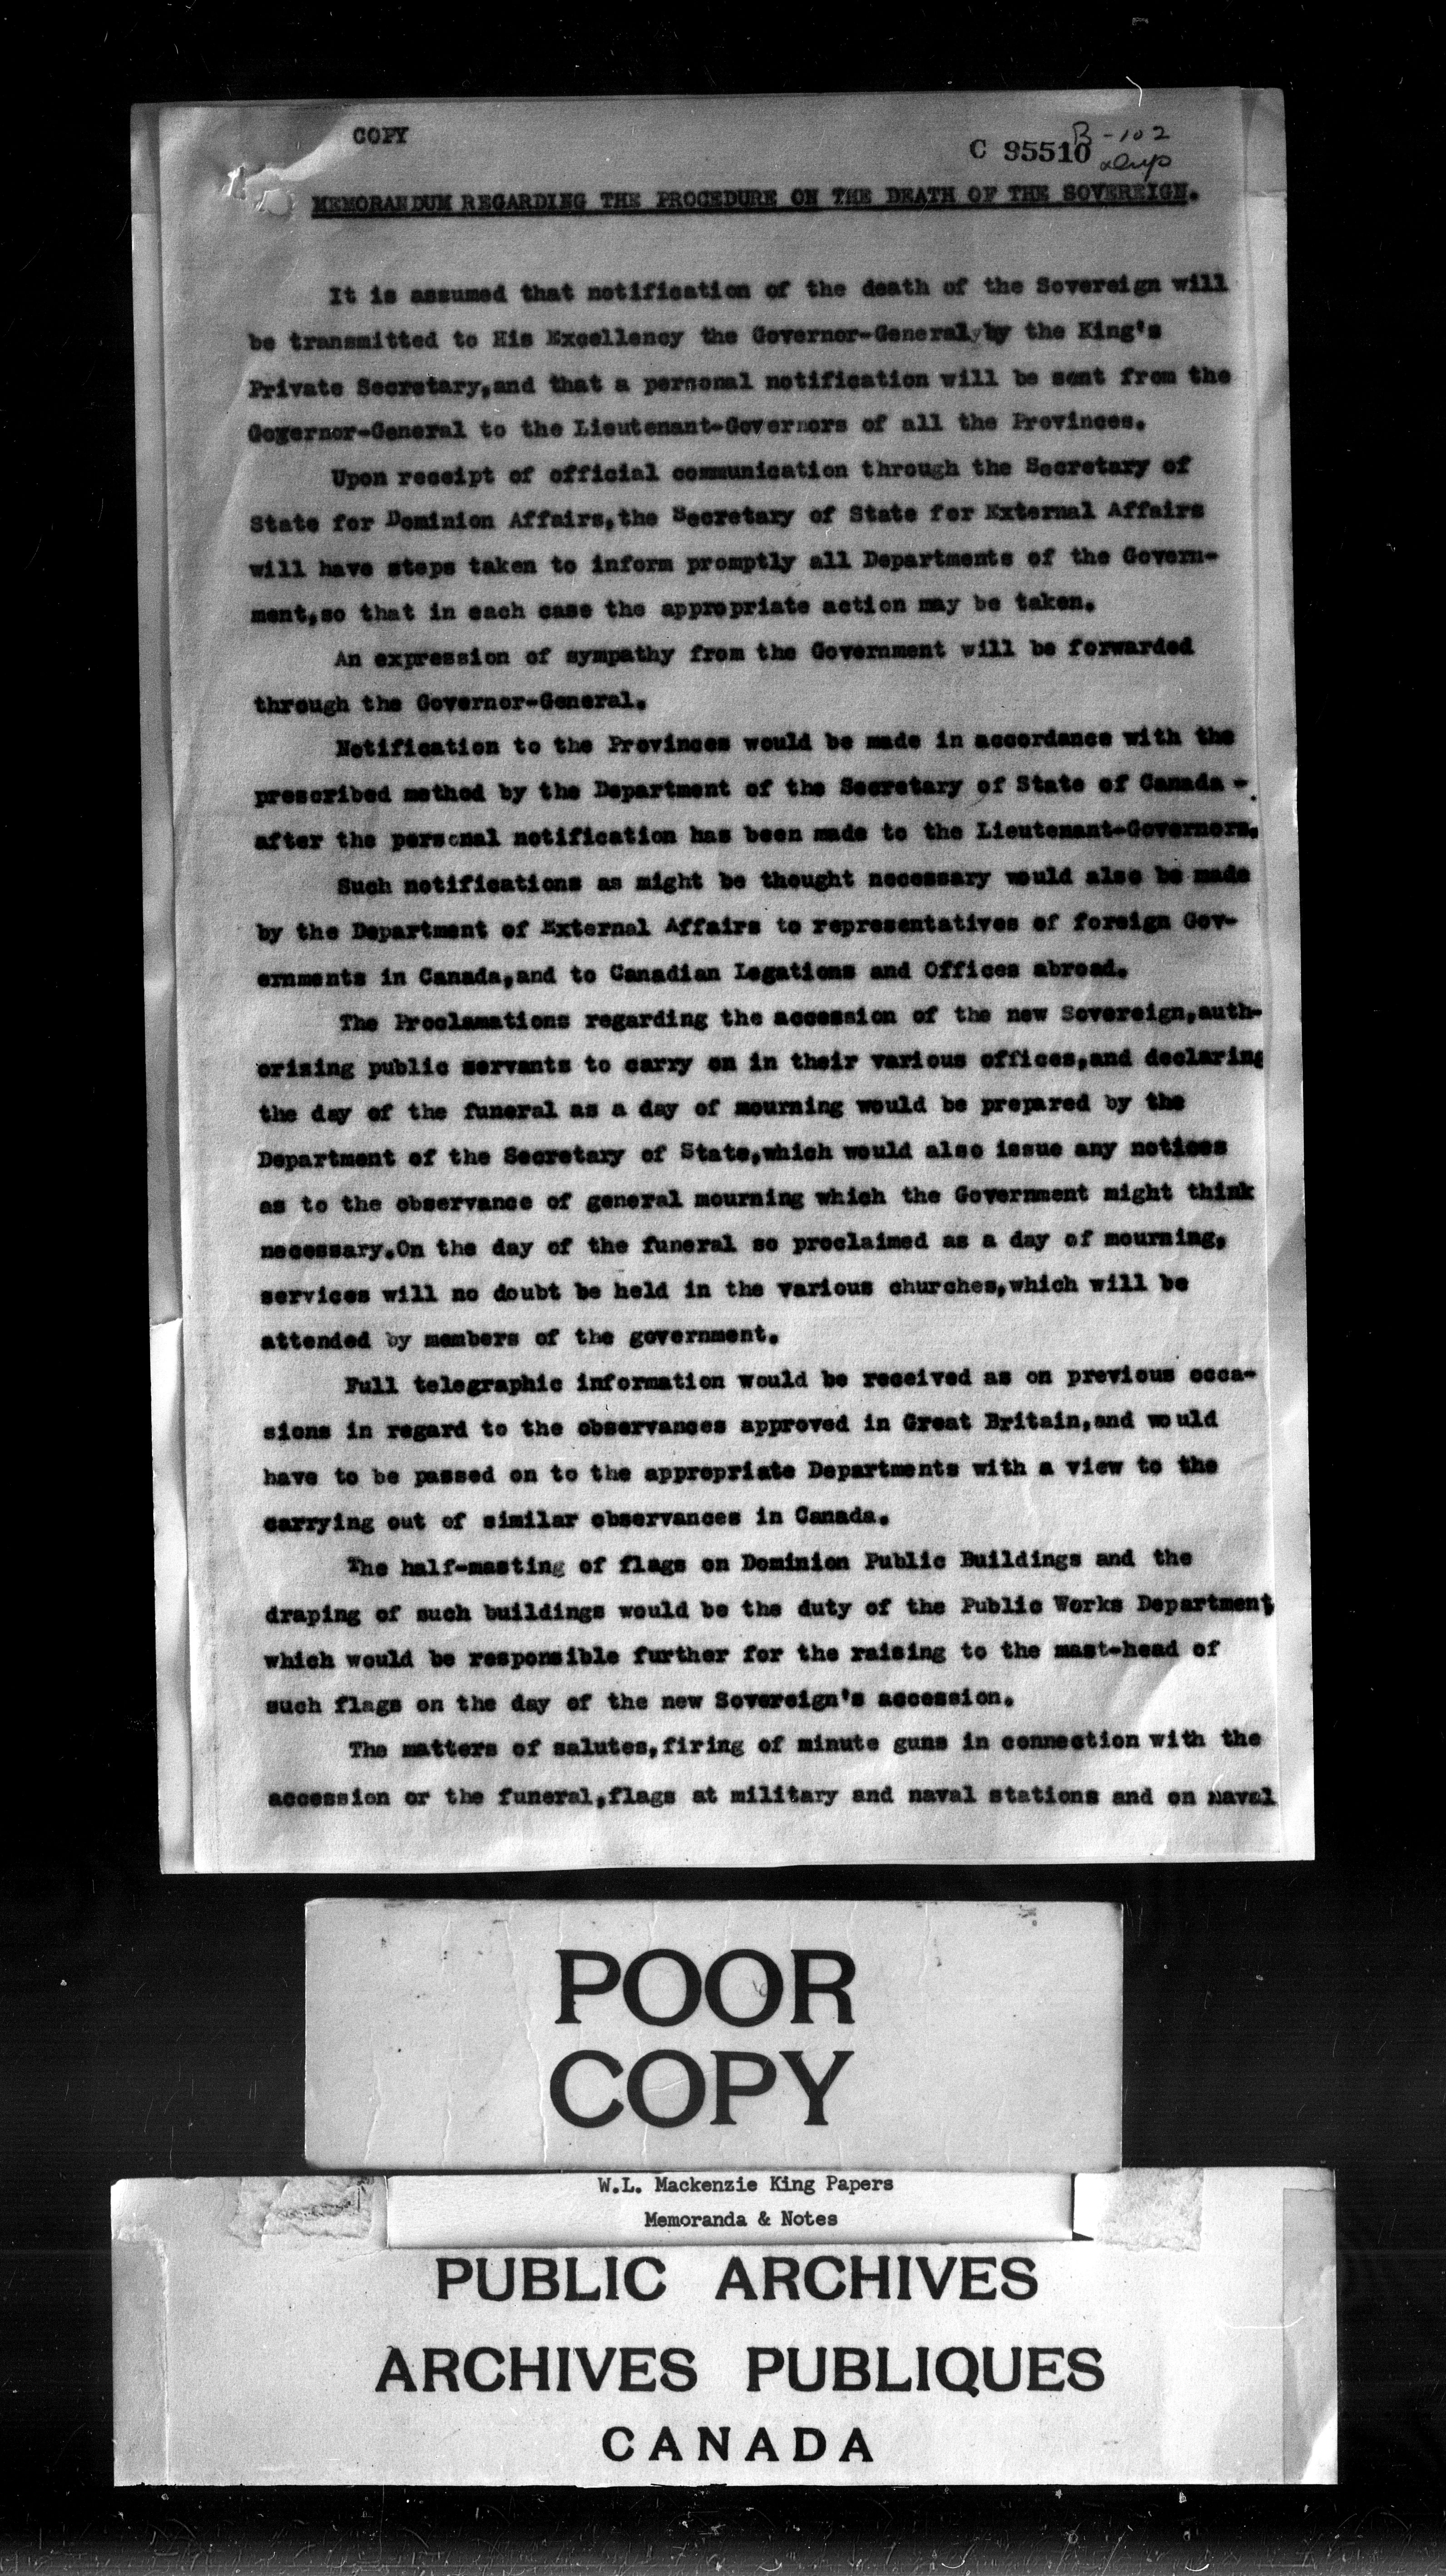 COPY
C 95510
B-102
MEMORANDUM REGARDING THE PROCEDURE ON THE DEATH OF THE SOVEREIGN.
It is assumed that notification of the death of the Sovereign will
be transmitted to His Excellency the Governor-General, by the King's
Private Secretary,and that a personal notification will be sent from the
Gogernor-General to the Lieutenant-Governors of all the Provinces.
Upon receipt of official communication through the Secretary of
State for Dominion Affairs,the Secretary of State for External Affairs
will have steps taken to inform promptly all Departments of the Govern-
ment,so that in each case the appropriate action may be taken.
An expression of sympathy from the Government will be forwarded
through the Governor-General.
Notification to the Provinces would be made in accordance with the
prescribed method by the Department of the Secretary of State of Canada -
after the personal notification has been made to the Lieutenant-Governors.
Such notifications as might be thought necessary would also be made
by the Department of External Affairs to representatives of foreign Gov-
ernments in Canada,and to Canadian Legations and Offices abroad.
The Proclamations regarding the accession of the new Sovereign,auth-
orizing public servants to carry on in their various offices,and declaring
the day of the funeral as a day of mourning would be prepared by the
Department of the Secretary of State,which would also issue any notices
as to the observance of general mourning which the Government might think
necessary.On the day of the funeral so proclaimed as a day of mourning,
services will no doubt be held in the various churches,which will be
attended by members of the government.
Full telegraphic information would be received as on previous occa-
sions in regard to the observances approved in Great Britain,and would
have to be passed on to the appropriate Departments with a view to the
carrying out of similar observances in Canada.
The half-masting of flags on Dominion Public Buildings and the
draping of such buildings would be the duty of the Public Works Department,
which would be responsible further for the raising to the mast-head of
such flags on the day of the new Sovereign's accession.
The matters of salutes,firing of minute guns in connection with the
accession or the funeral,flags at military and naval stations and on naval
POOR
COPY
W.L. Mackenzie King Papers
Memoranda & Notes
PUBLIC ARCHIVES
ARCHIVES PUBLIQUES
CANADA